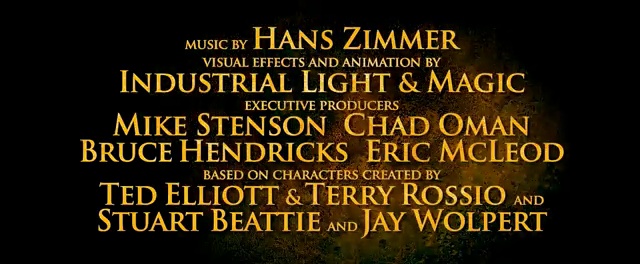 MUSIC BY HANS ZIMMER
VISUAL EFFECTS AND ANIMATION BY
INDUSTRIAL LIGHT & MAGIC
EXECUTIVE PRODUCERS
MIKE STENSON CHAD OMAN
BRUCE HENDRICKS ERIC MCLEOD
BASED ON CHARACTERS CREATED BY
TED ELLIOTT & TERRY ROSSIO AND
STUART BEATTIE AND JAY WOLPERT